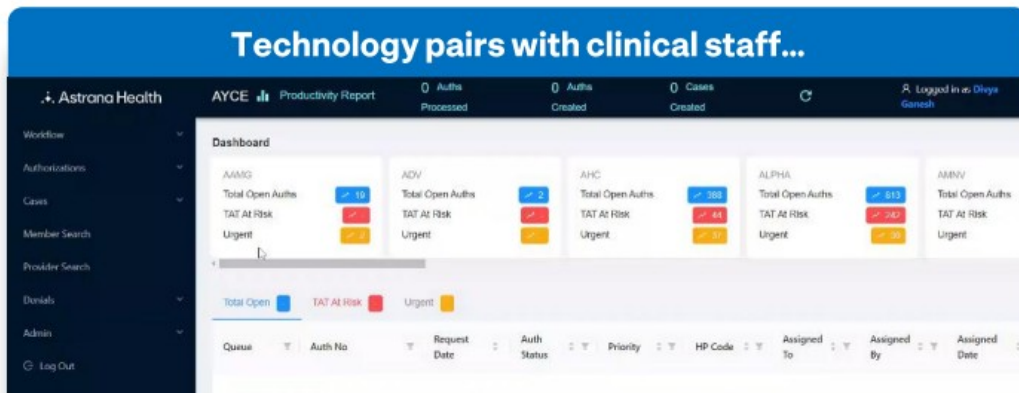 Technology pairs with clinical staff...
Astrana Health
AYCE Productivity Report
0 Auths Processed
0 Auths Created
0 Cases Created
Logged in as Divya Ganesh
Workflow
Authorizations
Cases
Member Search
Provider Search
Denials
Admin
Log Out
Dashboard
AAMG
Total Open Auths 19
TAT At Risk
Urgent 2
ADV
Total Open Auths 2
TAT At Risk
Urgent
AHC
Total Open Auths 388
TAT At Risk 44
Urgent 37
ALPHA
Total Open Auths 813
TAT At Risk 242
Urgent
AMNV
Total Open Auths
TAT At Risk
Urgent
Total Open
TAT At Risk
Urgent
Queue
Auth No
Request Date
Auth Status
Priority
HP Code
Assigned To
Assigned By
Assigned Date